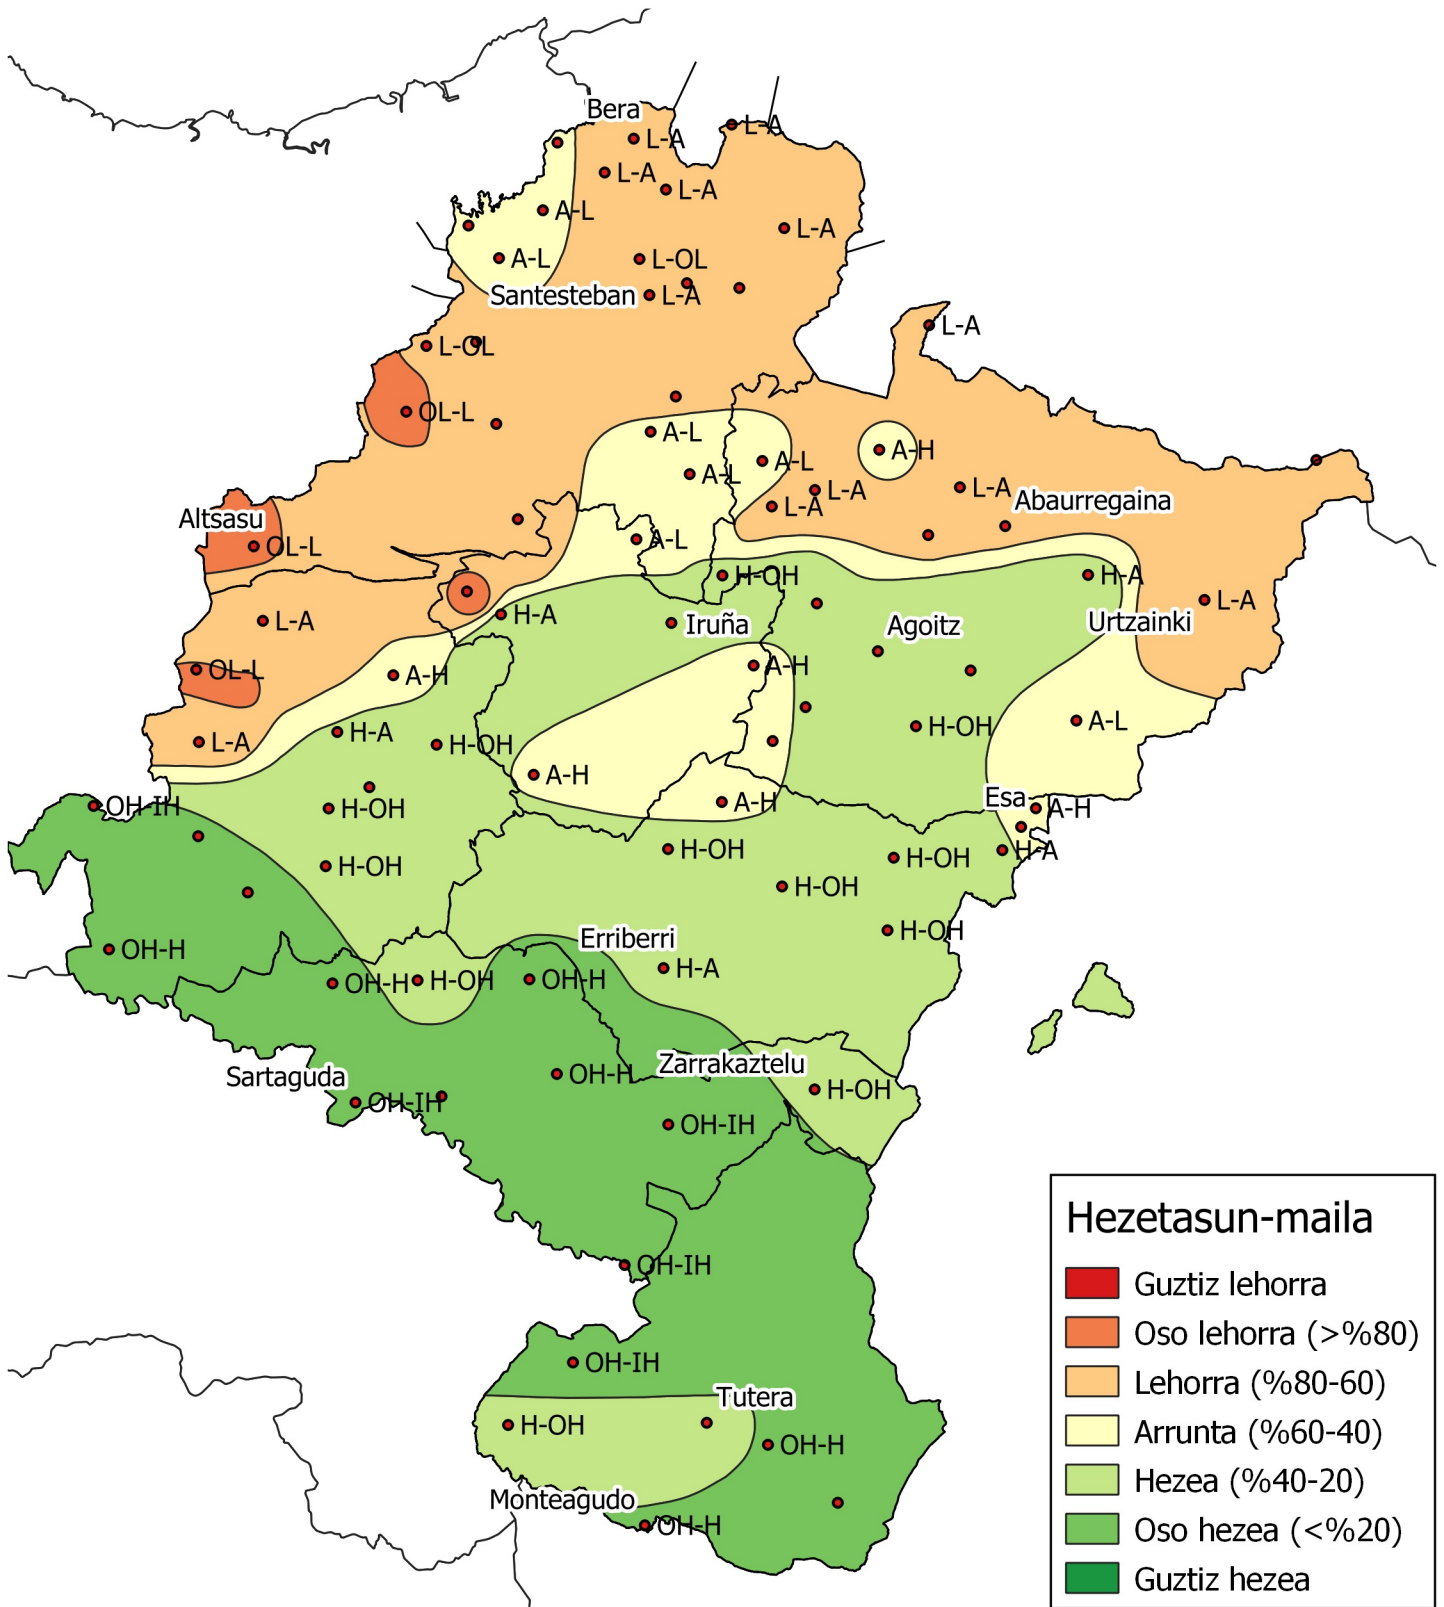 Bera
L-A
L-A
L-A
L-A
A-L
L-A
A-L
L-OL
Santesteban
L-A
L-A
L-OL
OL-L
A-L
A-H
A-L
A-L
L-A
L-A
Abaurregaina
L-A
Altsasu
OL-L
A-L
H-OH
H-A
L-A
H-A
L-A
Iruña
Agoitz
Urtzainki
OL-L
A-H
A-H
A-L
H-A
L-A
H-OH
H-OH
A-H
A-H
Esa
A-H
OH-IH
H-OH
H-OH
H-A
H-OH
H-OH
H-OH
H-OH
Erriberri
OH-H
H-A
OH-H
H-OH
OH-H
Zarrakaztelu
Sartaguda
OH-H
H-OH
OH-IH
OH-IH
OH-IH
OH-IH
Tutera
H-OH
OH-H
Monteagudo
OH-H
Hezetasun-maila
Guztiz lehorra
Oso lehorra (>%80)
Lehorra (%80-60)
Arrunta (%60-40)
Hezea (%40-20)
Oso hezea (<%20)
Guztiz hezea